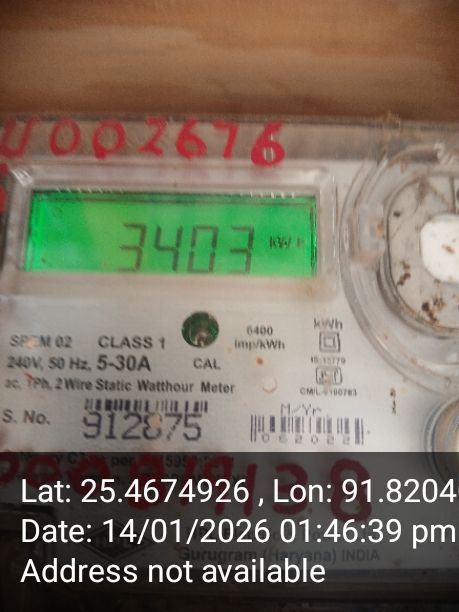 U002676
3403 kWh
SPEM 02 CLASS 1
6400 imp/kWh
kWh
240V, 50 Hz, 5-30A
CAL
IS:13779
ac, 1Ph, 2 Wire Static Watthour Meter
S. No. 912875
M/Yr
062022
Lat: 25.4674926 , Lon: 91.8204
Date: 14/01/2026 01:46:39 pm
Gurugram (Haryana) INDIA
Address not available